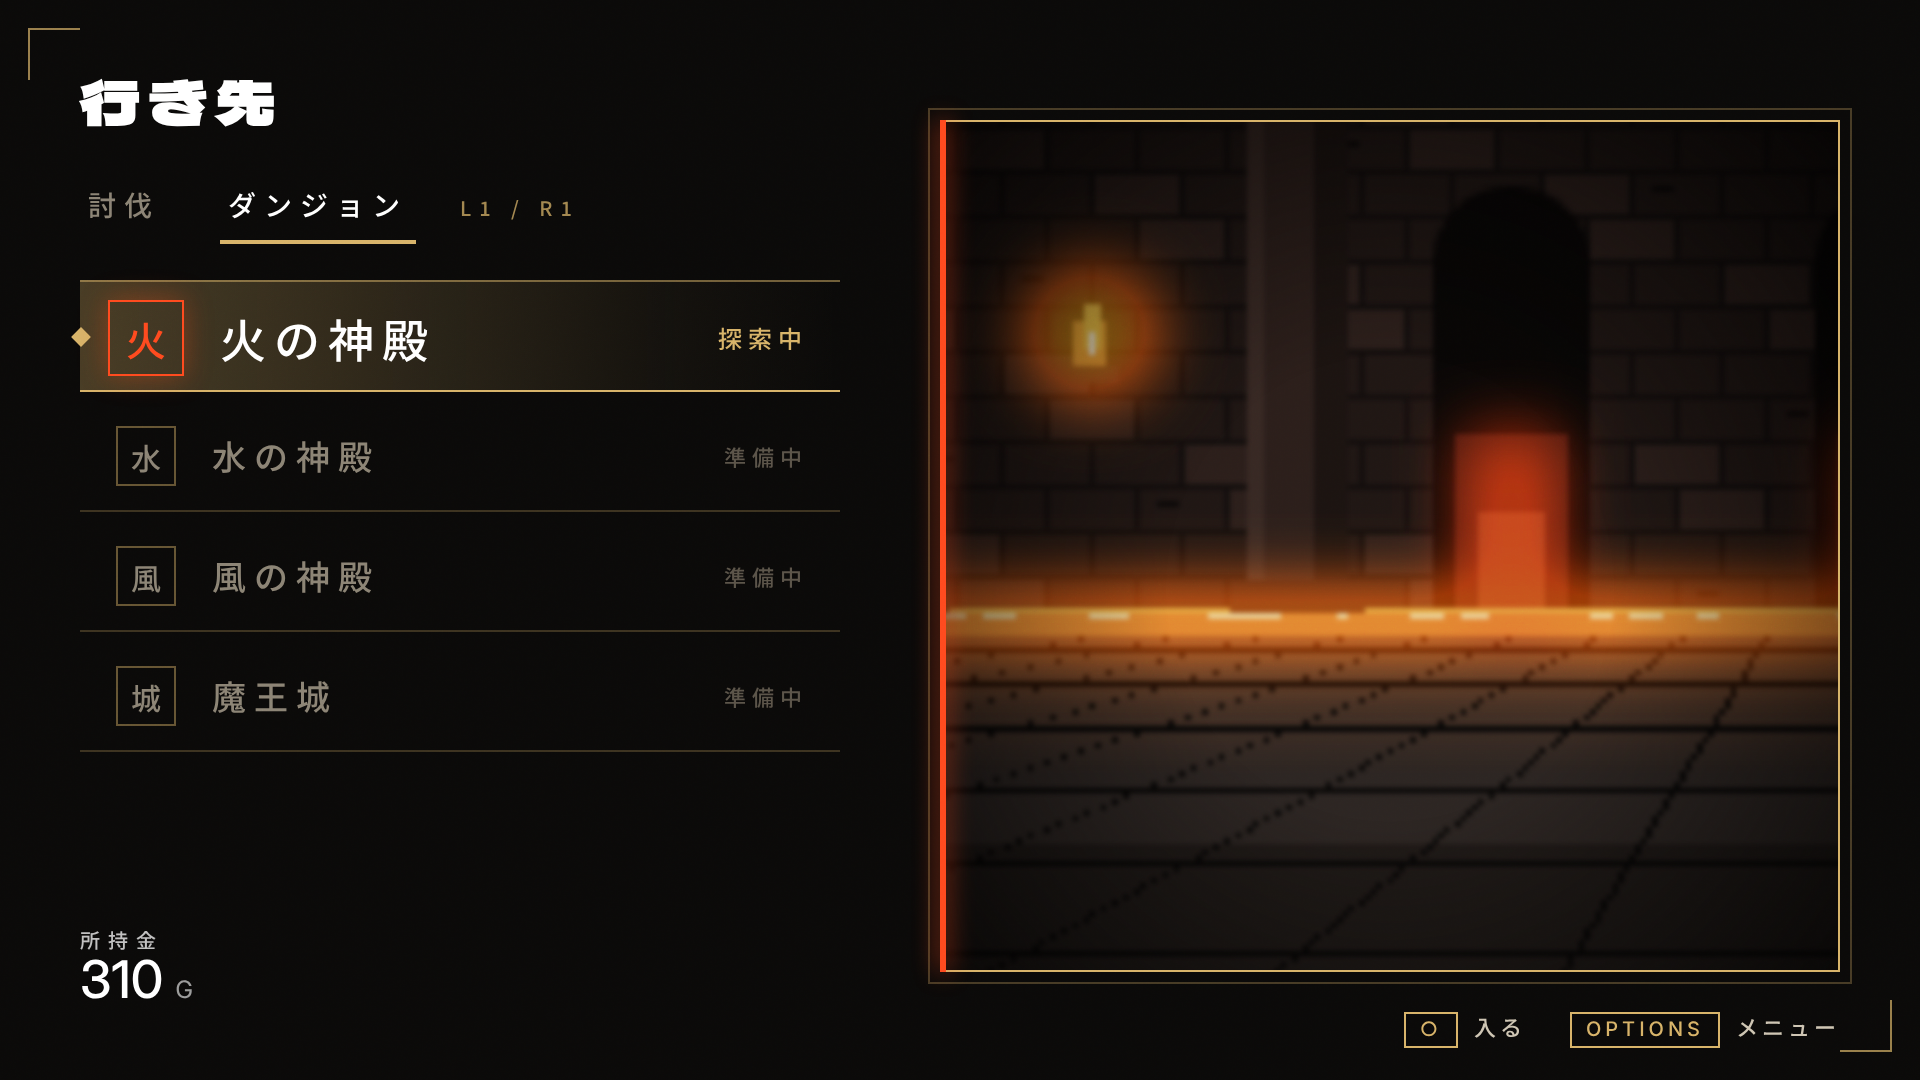 行き先
討伐 ダンジョン L1 / R1
火 火の神殿 探索中
水 水の神殿 準備中
風 風の神殿 準備中
城 魔王城 準備中
所持金
310 G
○ 入る OPTIONS メニュー